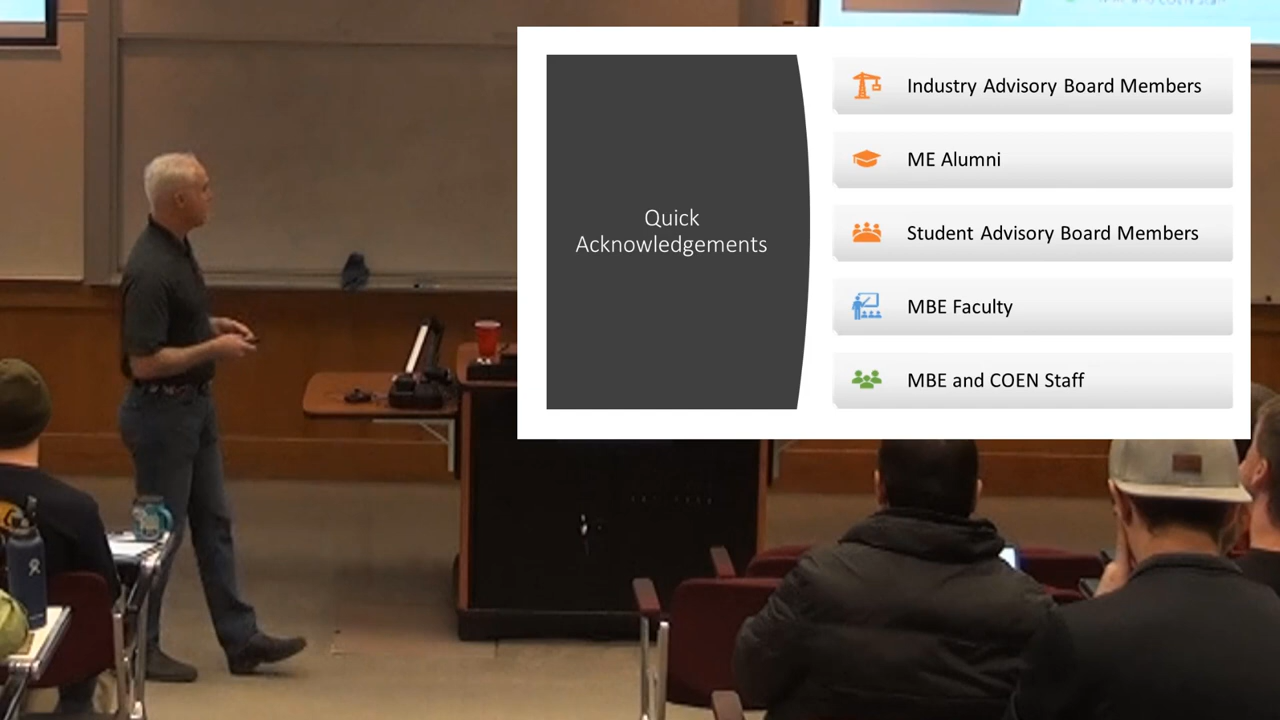 Quick
Acknowledgements
Industry Advisory Board Members
ME Alumni
Student Advisory Board Members
MBE Faculty
MBE and COEN Staff